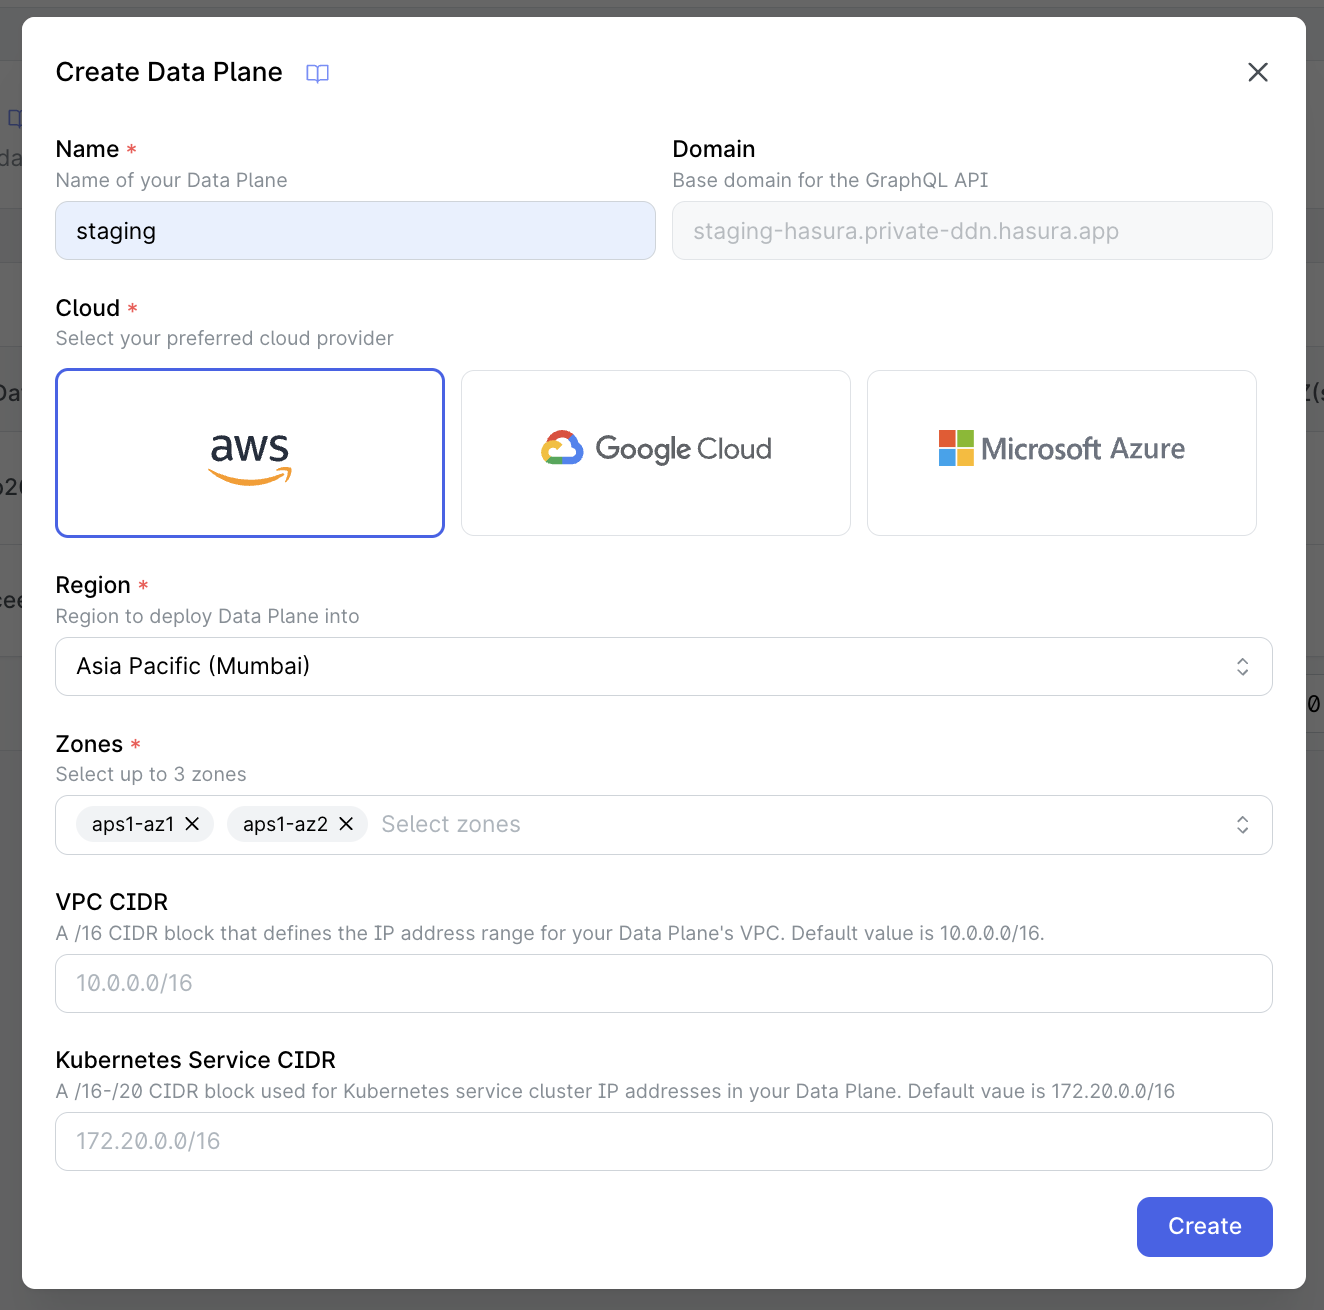 Create Data Plane
Name *
Name of your Data Plane
staging
Domain
Base domain for the GraphQL API
staging-hasura.private-ddn.hasura.app
Cloud *
Select your preferred cloud provider
aws
Google Cloud
Microsoft Azure
Region *
Region to deploy Data Plane into
Asia Pacific (Mumbai)
Zones *
Select up to 3 zones
aps1-az1 aps1-az2 Select zones
VPC CIDR
A /16 CIDR block that defines the IP address range for your Data Plane's VPC. Default value is 10.0.0.0/16.
10.0.0.0/16
Kubernetes Service CIDR
A /16-/20 CIDR block used for Kubernetes service cluster IP addresses in your Data Plane. Default vaue is 172.20.0.0/16
172.20.0.0/16
Create